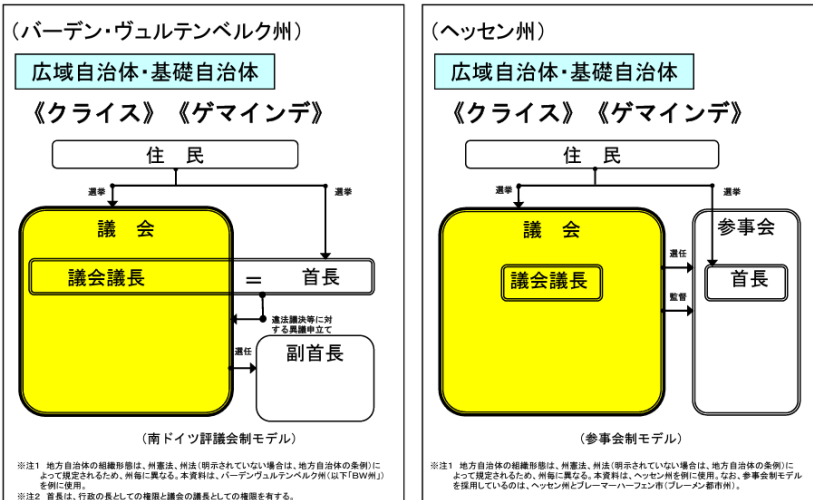 (バーデン・ヴュルテンベルク州)
広域自治体・基礎自治体
《クライス》《ゲマインデ》
住 民
選挙
選挙
議 会
議会議長 = 首長
違法議決等に対
する異議申立て
選任
副首長
(南ドイツ評議会制モデル)
※注1 地方自治体の組織形態は、州憲法、州法(明示されていない場合は、地方自治体の条例)に
よって規定されるため、州毎に異なる。本資料は、バーデンヴュルテンベルク州(以下「BW州」)
を例に使用。
※注2 首長は、行政の長としての権限と議会の議長としての権限を有する。
(ヘッセン州)
広域自治体・基礎自治体
《クライス》《ゲマインデ》
住 民
選挙
選挙
議 会
参事会
選任
議会議長
首長
監督
(参事会制モデル)
※注1 地方自治体の組織形態は、州憲法、州法(明示されていない場合は、地方自治体の条例)に
よって規定されるため、州毎に異なる。本資料は、ヘッセン州を例に使用。なお、参事会制モデル
を採用しているのは、ヘッセン州とブレーマーハーフェン市(ブレーメン都市州)。